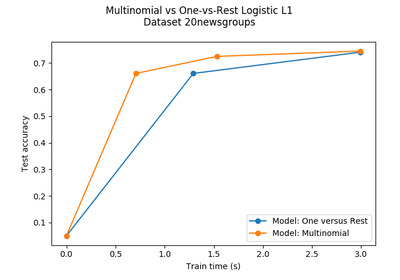 Multinomial vs One-vs-Rest Logistic L1
Dataset 20newsgroups
0.7
0.6
0.5
0.4
0.3
0.2
0.1
Test accuracy
Model: One versus Rest
Model: Multinomial
0.0 0.5 1.0 1.5 2.0 2.5 3.0
Train time (s)